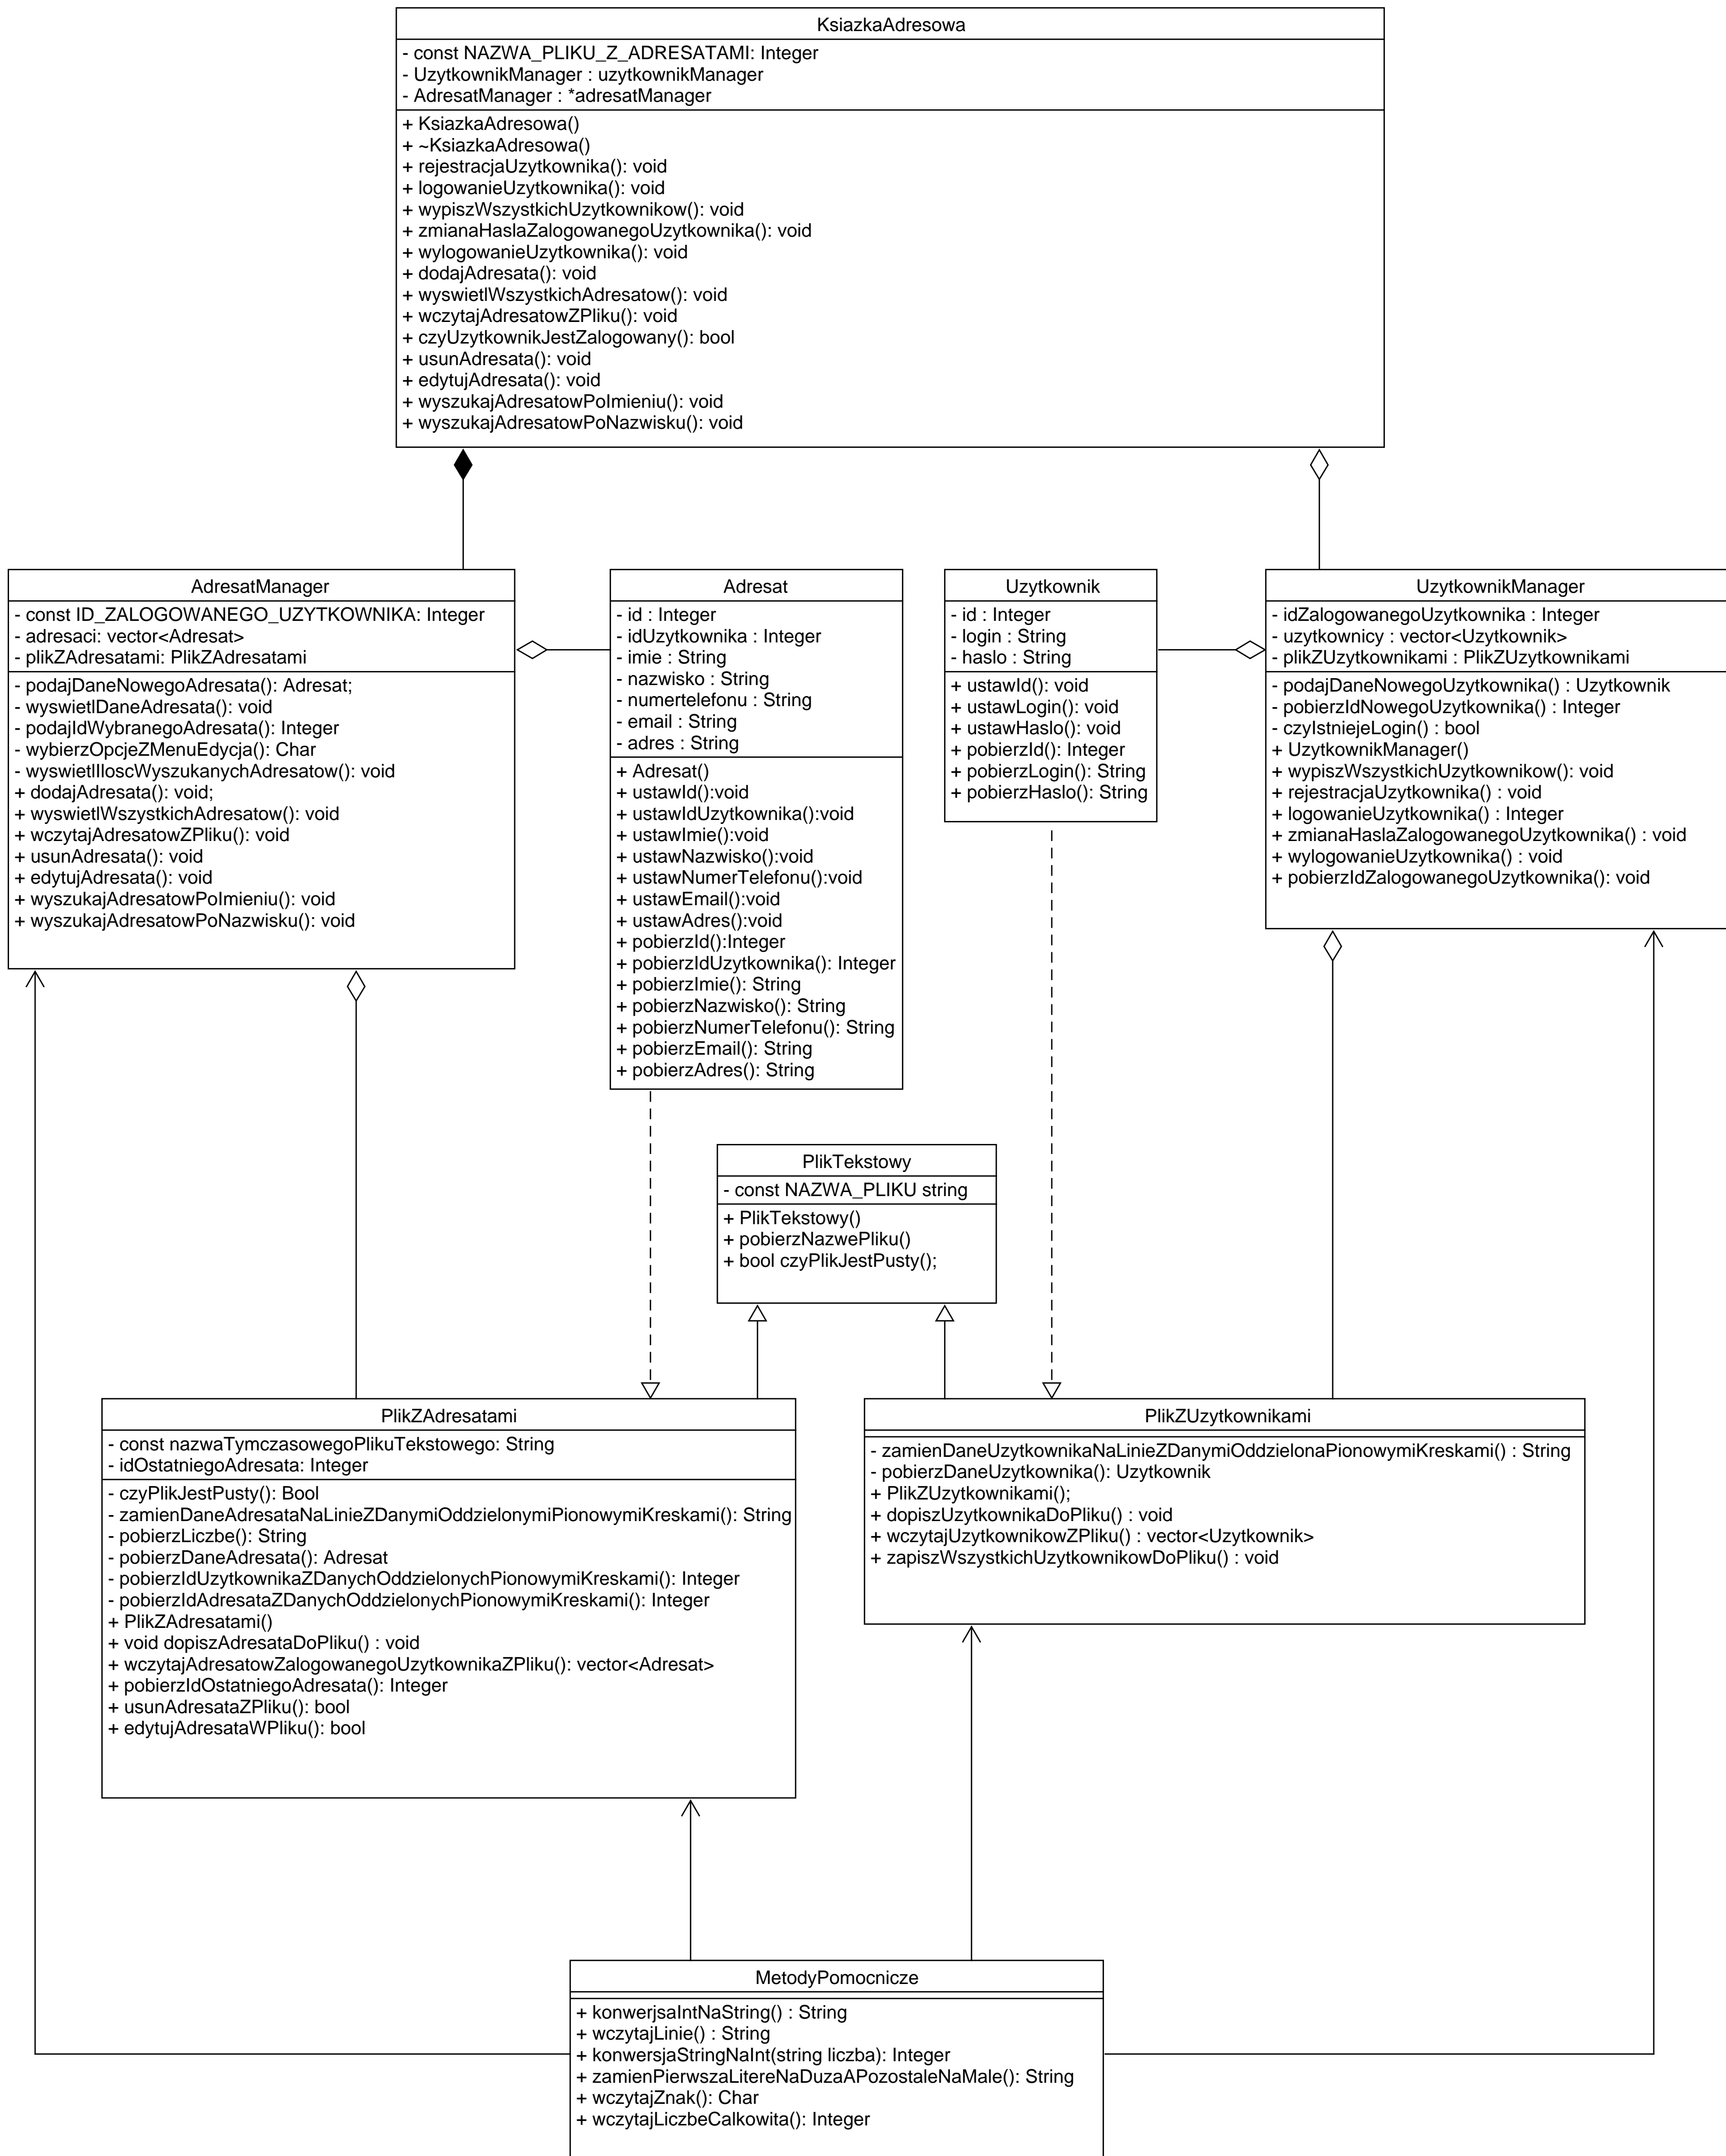 KsiazkaAdresowa
- const NAZWA_PLIKU_Z_ADRESATAMI: Integer
- UzytkownikManager : uzytkownikManager
- AdresatManager : *adresatManager
+ KsiazkaAdresowa()
+ ~KsiazkaAdresowa()
+ rejestracjaUzytkownika(): void
+ logowanieUzytkownika(): void
+ wypiszWszystkichUzytkownikow(): void
+ zmianaHaslaZalogowanegoUzytkownika(): void
+ wylogowanieUzytkownika(): void
+ dodajAdresata(): void
+ wyswietlWszystkichAdresatow(): void
+ wczytajAdresatowZPliku(): void
+ czyUzytkownikJestZalogowany(): bool
+ usunAdresata(): void
+ edytujAdresata(): void
+ wyszukajAdresatowPoImieniu(): void
+ wyszukajAdresatowPoNazwisku(): void
AdresatManager
- const ID_ZALOGOWANEGO_UZYTKOWNIKA: Integer
- adresaci: vector<Adresat>
- plikZAdresatami: PlikZAdresatami
- podajDaneNowegoAdresata(): Adresat;
- wyswietlDaneAdresata(): void
- podajIdWybranegoAdresata(): Integer
- wybierzOpcjeZMenuEdycja(): Char
- wyswietlIloscWyszukanychAdresatow(): void
+ dodajAdresata(): void;
+ wyswietlWszystkichAdresatow(): void
+ wczytajAdresatowZPliku(): void
+ usunAdresata(): void
+ edytujAdresata(): void
+ wyszukajAdresatowPoImieniu(): void
+ wyszukajAdresatowPoNazwisku(): void
Adresat
- id : Integer
- idUzytkownika : Integer
- imie : String
- nazwisko : String
- numertelefonu : String
- email : String
- adres : String
+ Adresat()
+ ustawId():void
+ ustawIdUzytkownika():void
+ ustawImie():void
+ ustawNazwisko():void
+ ustawNumerTelefonu():void
+ ustawEmail():void
+ ustawAdres():void
+ pobierzId():Integer
+ pobierzIdUzytkownika(): Integer
+ pobierzImie(): String
+ pobierzNazwisko(): String
+ pobierzNumerTelefonu(): String
+ pobierzEmail(): String
+ pobierzAdres(): String
Uzytkownik
- id : Integer
- login : String
- haslo : String
+ ustawId(): void
+ ustawLogin(): void
+ ustawHaslo(): void
+ pobierzId(): Integer
+ pobierzLogin(): String
+ pobierzHaslo(): String
UzytkownikManager
- idZalogowanegoUzytkownika : Integer
- uzytkownicy : vector<Uzytkownik>
- plikZUzytkownikami : PlikZUzytkownikami
- podajDaneNowegoUzytkownika() : Uzytkownik
- pobierzIdNowegoUzytkownika() : Integer
- czyIstniejeLogin() : bool
+ UzytkownikManager()
+ wypiszWszystkichUzytkownikow(): void
+ rejestracjaUzytkownika() : void
+ logowanieUzytkownika() : Integer
+ zmianaHaslaZalogowanegoUzytkownika() : void
+ wylogowanieUzytkownika() : void
+ pobierzIdZalogowanegoUzytkownika(): void
PlikTekstowy
- const NAZWA_PLIKU string
+ PlikTekstowy()
+ pobierzNazwePliku()
+ bool czyPlikJestPusty();
PlikZAdresatami
- const nazwaTymczasowegoPlikuTekstowego: String
- idOstatniegoAdresata: Integer
- czyPlikJestPusty(): Bool
- zamienDaneAdresataNaLinieZDanymiOddzielonymiPionowymiKreskami(): String
- pobierzLiczbe(): String
- pobierzDaneAdresata(): Adresat
- pobierzIdUzytkownikaZDanychOddzielonychPionowymiKreskami(): Integer
- pobierzIdAdresataZDanychOddzielonychPionowymiKreskami(): Integer
+ PlikZAdresatami()
+ void dopiszAdresataDoPliku() : void
+ wczytajAdresatowZalogowanegoUzytkownikaZPliku(): vector<Adresat>
+ pobierzIdOstatniegoAdresata(): Integer
+ usunAdresataZPliku(): bool
+ edytujAdresataWPliku(): bool
PlikZUzytkownikami
- zamienDaneUzytkownikaNaLinieZDanymiOddzielonaPionowymiKreskami() : String
- pobierzDaneUzytkownika(): Uzytkownik
+ PlikZUzytkownikami();
+ dopiszUzytkownikaDoPliku() : void
+ wczytajUzytkownikowZPliku() : vector<Uzytkownik>
+ zapiszWszystkichUzytkownikowDoPliku() : void
MetodyPomocnicze
+ konwerjsaIntNaString() : String
+ wczytajLinie() : String
+ konwersjaStringNaInt(string liczba): Integer
+ zamienPierwszaLitereNaDuzaAPozostaleNaMale(): String
+ wczytajZnak(): Char
+ wczytajLiczbeCalkowita(): Integer